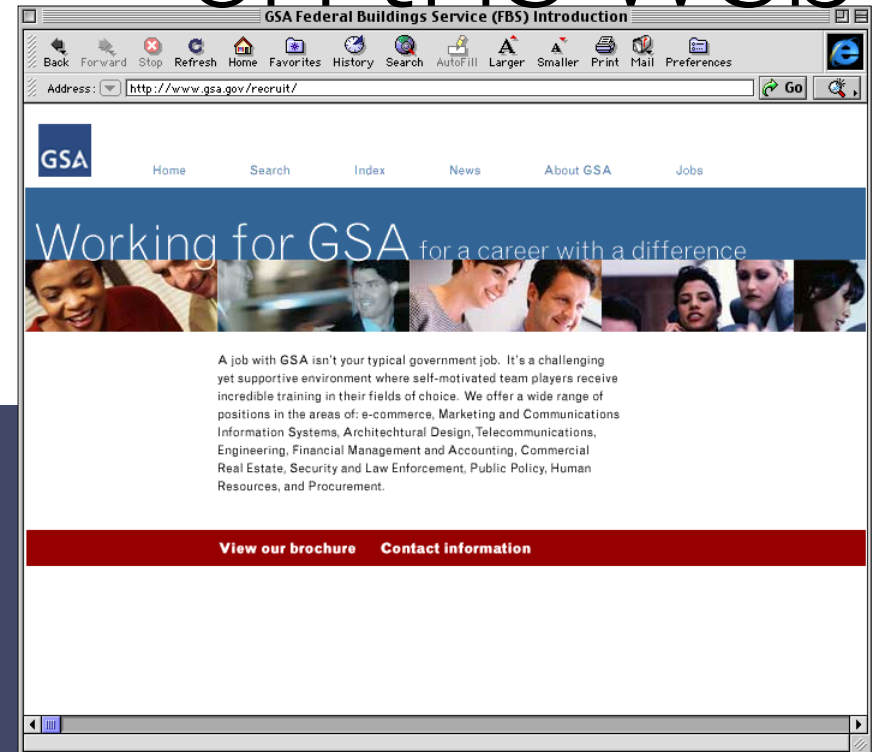 on the Web
GSA Federal Buildings Service (FBS) Introduction
Back Forward Stop Refresh Home Favorites History Search AutoFill Larger Smaller Print Mail Preferences
Address: http://www.gsa.gov/recruit/ Go
GSA
Home Search Index News About GSA Jobs
Working for GSA for a career with a difference
A job with GSA isn't your typical government job. It's a challenging
yet supportive environment where self-motivated team players receive
incredible training in their fields of choice. We offer a wide range of
positions in the areas of: e-commerce, Marketing and Communications
Information Systems, Architechtural Design, Telecommunications,
Engineering, Financial Management and Accounting, Commercial
Real Estate, Security and Law Enforcement, Public Policy, Human
Resources, and Procurement.
View our brochure Contact information